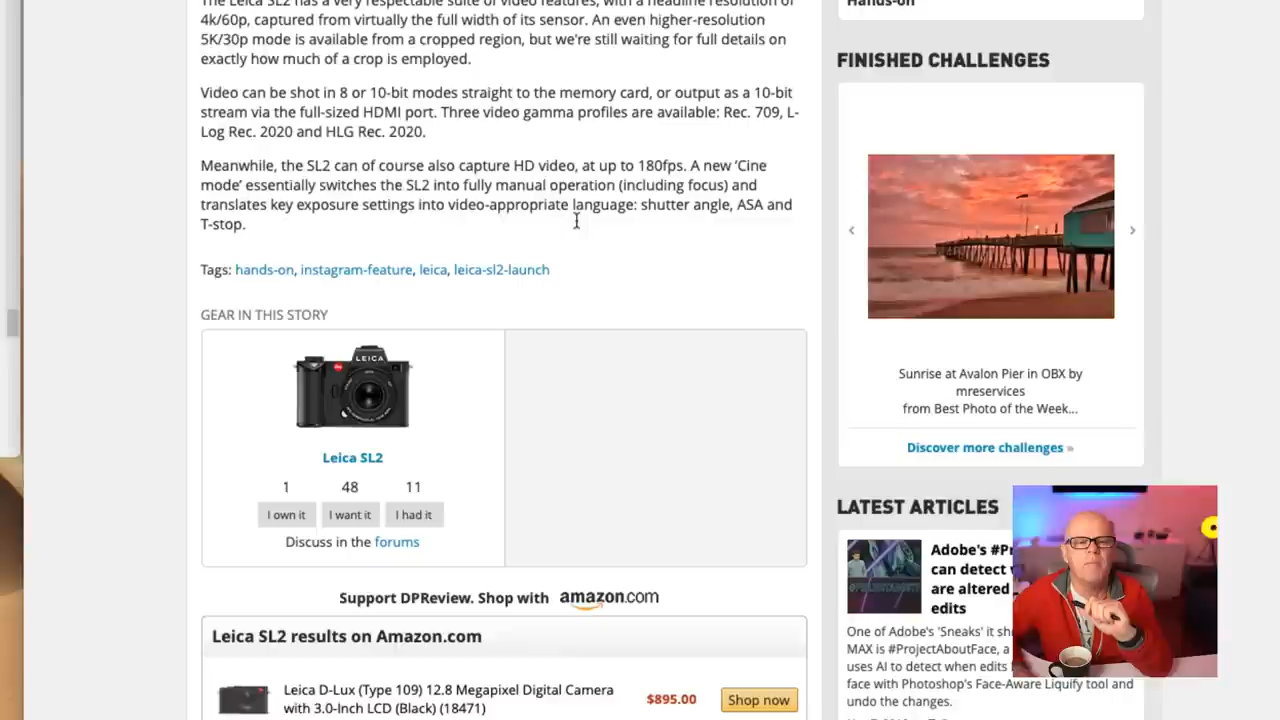 The Leica SL2 has a very respectable suite of video features, with a headline resolution of
4k/60p, captured from virtually the full width of its sensor. An even higher-resolution
5K/30p mode is available from a cropped region, but we're still waiting for full details on
exactly how much of a crop is employed.
Video can be shot in 8 or 10-bit modes straight to the memory card, or output as a 10-bit
stream via the full-sized HDMI port. Three video gamma profiles are available: Rec. 709, L-
Log Rec. 2020 and HLG Rec. 2020.
Meanwhile, the SL2 can of course also capture HD video, at up to 180fps. A new 'Cine
mode' essentially switches the SL2 into fully manual operation (including focus) and
translates key exposure settings into video-appropriate language: shutter angle, ASA and
T-stop.
Tags: hands-on, instagram-feature, leica, leica-sl2-launch
GEAR IN THIS STORY
LEICA
Leica SL2
1 48 11
I own it I want it I had it
Discuss in the forums
Support DPReview. Shop with amazon.com
Leica SL2 results on Amazon.com
Leica D-Lux (Type 109) 12.8 Megapixel Digital Camera
with 3.0-Inch LCD (Black) (18471)
$895.00
Shop now
Hands-on
FINISHED CHALLENGES
Sunrise at Avalon Pier in OBX by
mreservices
from Best Photo of the Week...
Discover more challenges »
LATEST ARTICLES
Adobe's #Pr
can detect
are altered
edits
One of Adobe's 'Sneaks' it sh
MAX is #ProjectAboutFace, a
uses AI to detect when edits
face with Photoshop's Face-Aware Liquify tool and
undo the changes.